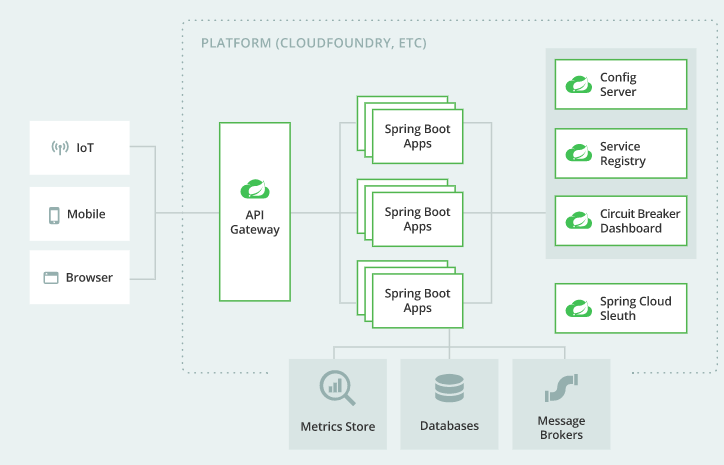 PLATFORM (CLOUDFOUNDRY, ETC)
IoT
Mobile
Browser
API
Gateway
Spring Boot
Apps
Spring Boot
Apps
Spring Boot
Apps
Config
Server
Service
Registry
Circuit Breaker
Dashboard
Spring Cloud
Sleuth
Metrics Store
Databases
Message
Brokers